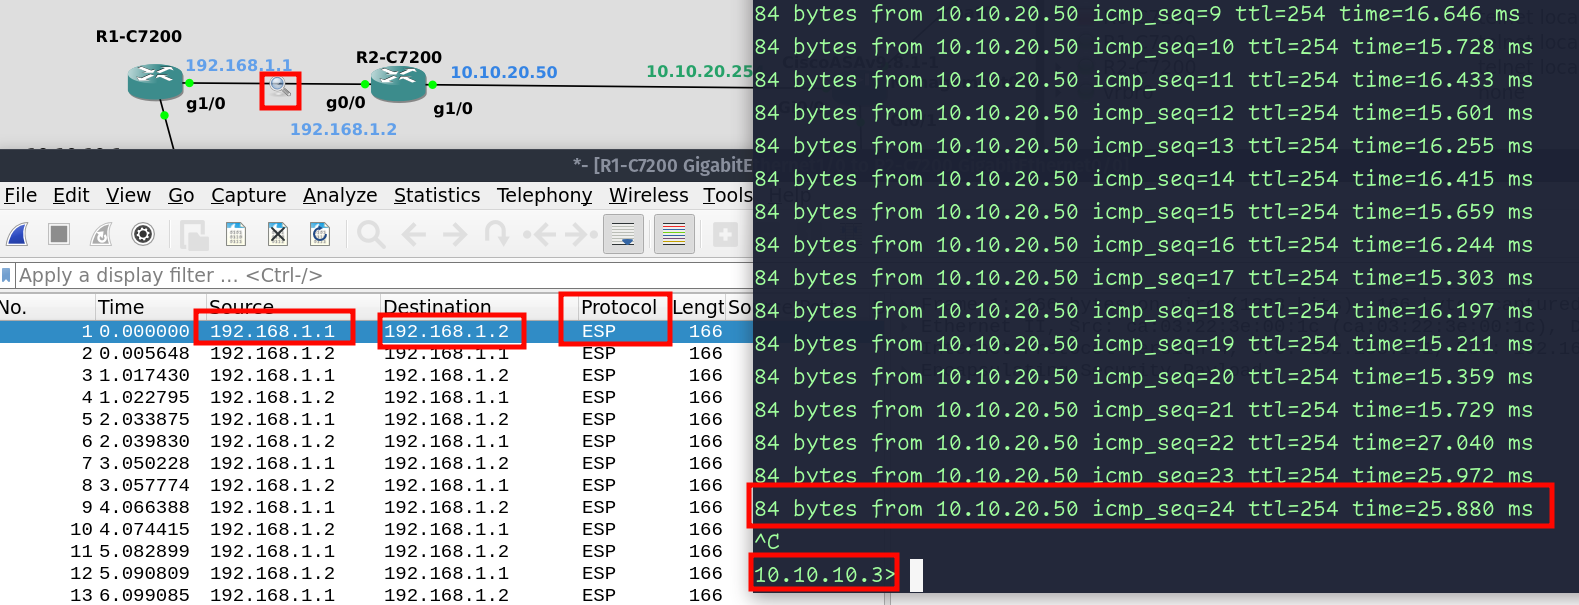 R1-C7200
192.168.1.1
g1/0
R2-C7200
g0/0
192.168.1.2
10.10.20.50
g1/0
10.10.20.25
*- [R1-C7200 GigabitE
File Edit View Go Capture Analyze Statistics Telephony Wireless Tools
Apply a display filter … <Ctrl-/>
No. Time Source Destination Protocol Lengt So
1 0.000000 192.168.1.1 192.168.1.2 ESP 166
2 0.005648 192.168.1.2 192.168.1.1 ESP 166
3 1.017430 192.168.1.1 192.168.1.2 ESP 166
4 1.022795 192.168.1.2 192.168.1.1 ESP 166
5 2.033875 192.168.1.1 192.168.1.2 ESP 166
6 2.039830 192.168.1.2 192.168.1.1 ESP 166
7 3.050228 192.168.1.1 192.168.1.2 ESP 166
8 3.057774 192.168.1.2 192.168.1.1 ESP 166
9 4.066388 192.168.1.1 192.168.1.2 ESP 166
10 4.074415 192.168.1.2 192.168.1.1 ESP 166
11 5.082899 192.168.1.1 192.168.1.2 ESP 166
12 5.090809 192.168.1.2 192.168.1.1 ESP 166
13 6.099085 192.168.1.1 192.168.1.2 ESP 166
84 bytes from 10.10.20.50 icmp_seq=9 ttl=254 time=16.646 ms
84 bytes from 10.10.20.50 icmp_seq=10 ttl=254 time=15.728 ms
84 bytes from 10.10.20.50 icmp_seq=11 ttl=254 time=16.433 ms
84 bytes from 10.10.20.50 icmp_seq=12 ttl=254 time=15.601 ms
84 bytes from 10.10.20.50 icmp_seq=13 ttl=254 time=16.255 ms
84 bytes from 10.10.20.50 icmp_seq=14 ttl=254 time=16.415 ms
84 bytes from 10.10.20.50 icmp_seq=15 ttl=254 time=15.659 ms
84 bytes from 10.10.20.50 icmp_seq=16 ttl=254 time=16.244 ms
84 bytes from 10.10.20.50 icmp_seq=17 ttl=254 time=15.303 ms
84 bytes from 10.10.20.50 icmp_seq=18 ttl=254 time=16.197 ms
84 bytes from 10.10.20.50 icmp_seq=19 ttl=254 time=15.211 ms
84 bytes from 10.10.20.50 icmp_seq=20 ttl=254 time=15.359 ms
84 bytes from 10.10.20.50 icmp_seq=21 ttl=254 time=15.729 ms
84 bytes from 10.10.20.50 icmp_seq=22 ttl=254 time=27.040 ms
84 bytes from 10.10.20.50 icmp_seq=23 ttl=254 time=25.972 ms
84 bytes from 10.10.20.50 icmp_seq=24 ttl=254 time=25.880 ms
^C
10.10.10.3>